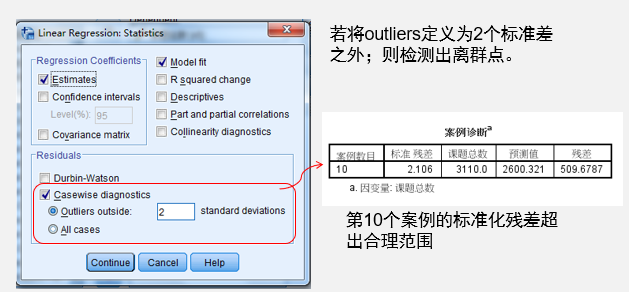 Linear Regression: Statistics
Regression Coefficients
Estimates
Confidence intervals
Level(%): 95
Covariance matrix
Model fit
R squared change
Descriptives
Part and partial correlations
Collinearity diagnostics
Residuals
Durbin-Watson
Casewise diagnostics
Outliers outside: 2 standard deviations
All cases
Continue Cancel Help
若将outliers定义为2个标准差
之外；则检测出离群点。
案例诊断a
案例数目 标准 残差 课题总数 预测值 残差
10 2.106 3110.0 2600.321 509.6787
a. 因变量: 课题总数
第10个案例的标准化残差超
出合理范围